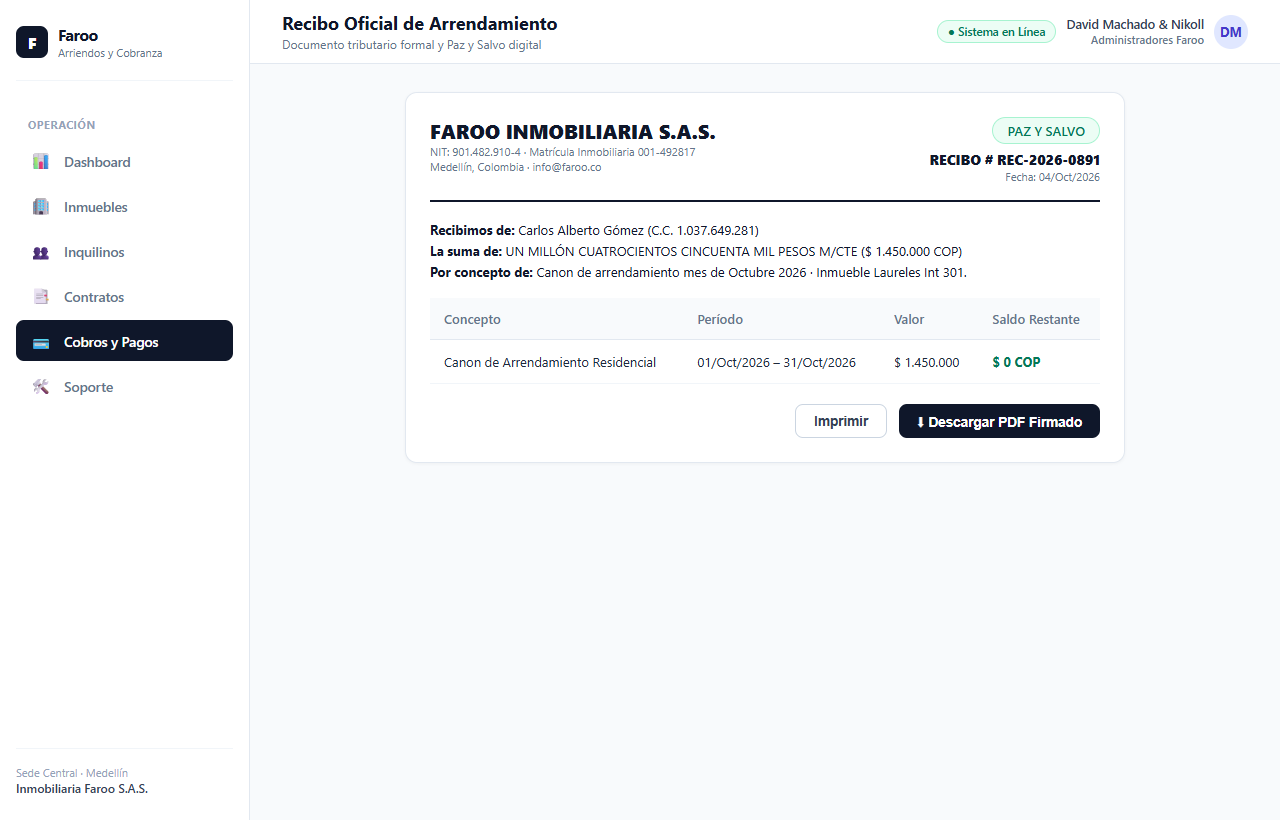 F
Faroo
Arriendos y Cobranza
OPERACIÓN
Dashboard
Inmuebles
Inquilinos
Contratos
Cobros y Pagos
Soporte
Sede Central · Medellín
Inmobiliaria Faroo S.A.S.
Recibo Oficial de Arrendamiento
Documento tributario formal y Paz y Salvo digital
● Sistema en Línea
David Machado & Nikoll
Administradores Faroo
DM
FAROO INMOBILIARIA S.A.S.
NIT: 901.482.910-4 · Matrícula Inmobiliaria 001-492817
Medellín, Colombia · info@faroo.co
PAZ Y SALVO
RECIBO # REC-2026-0891
Fecha: 04/Oct/2026
Recibimos de: Carlos Alberto Gómez (C.C. 1.037.649.281)
La suma de: UN MILLÓN CUATROCIENTOS CINCUENTA MIL PESOS M/CTE ($ 1.450.000 COP)
Por concepto de: Canon de arrendamiento mes de Octubre 2026 · Inmueble Laureles Int 301.
Concepto Período Valor Saldo Restante
Canon de Arrendamiento Residencial 01/Oct/2026 – 31/Oct/2026 $ 1.450.000 $ 0 COP
Imprimir
⬇ Descargar PDF Firmado